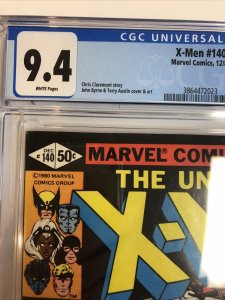 CGC UNIVERSAL
9.4
WHITE Pages
X-Men #140
Marvel Comics, 12/
Chris Claremont story
John Byrne & Terry Austin cover & art
3864472023
DEC
140
50¢
MARVEL COM
©1980 MARVEL COMICS GROUP
THE UN
X-